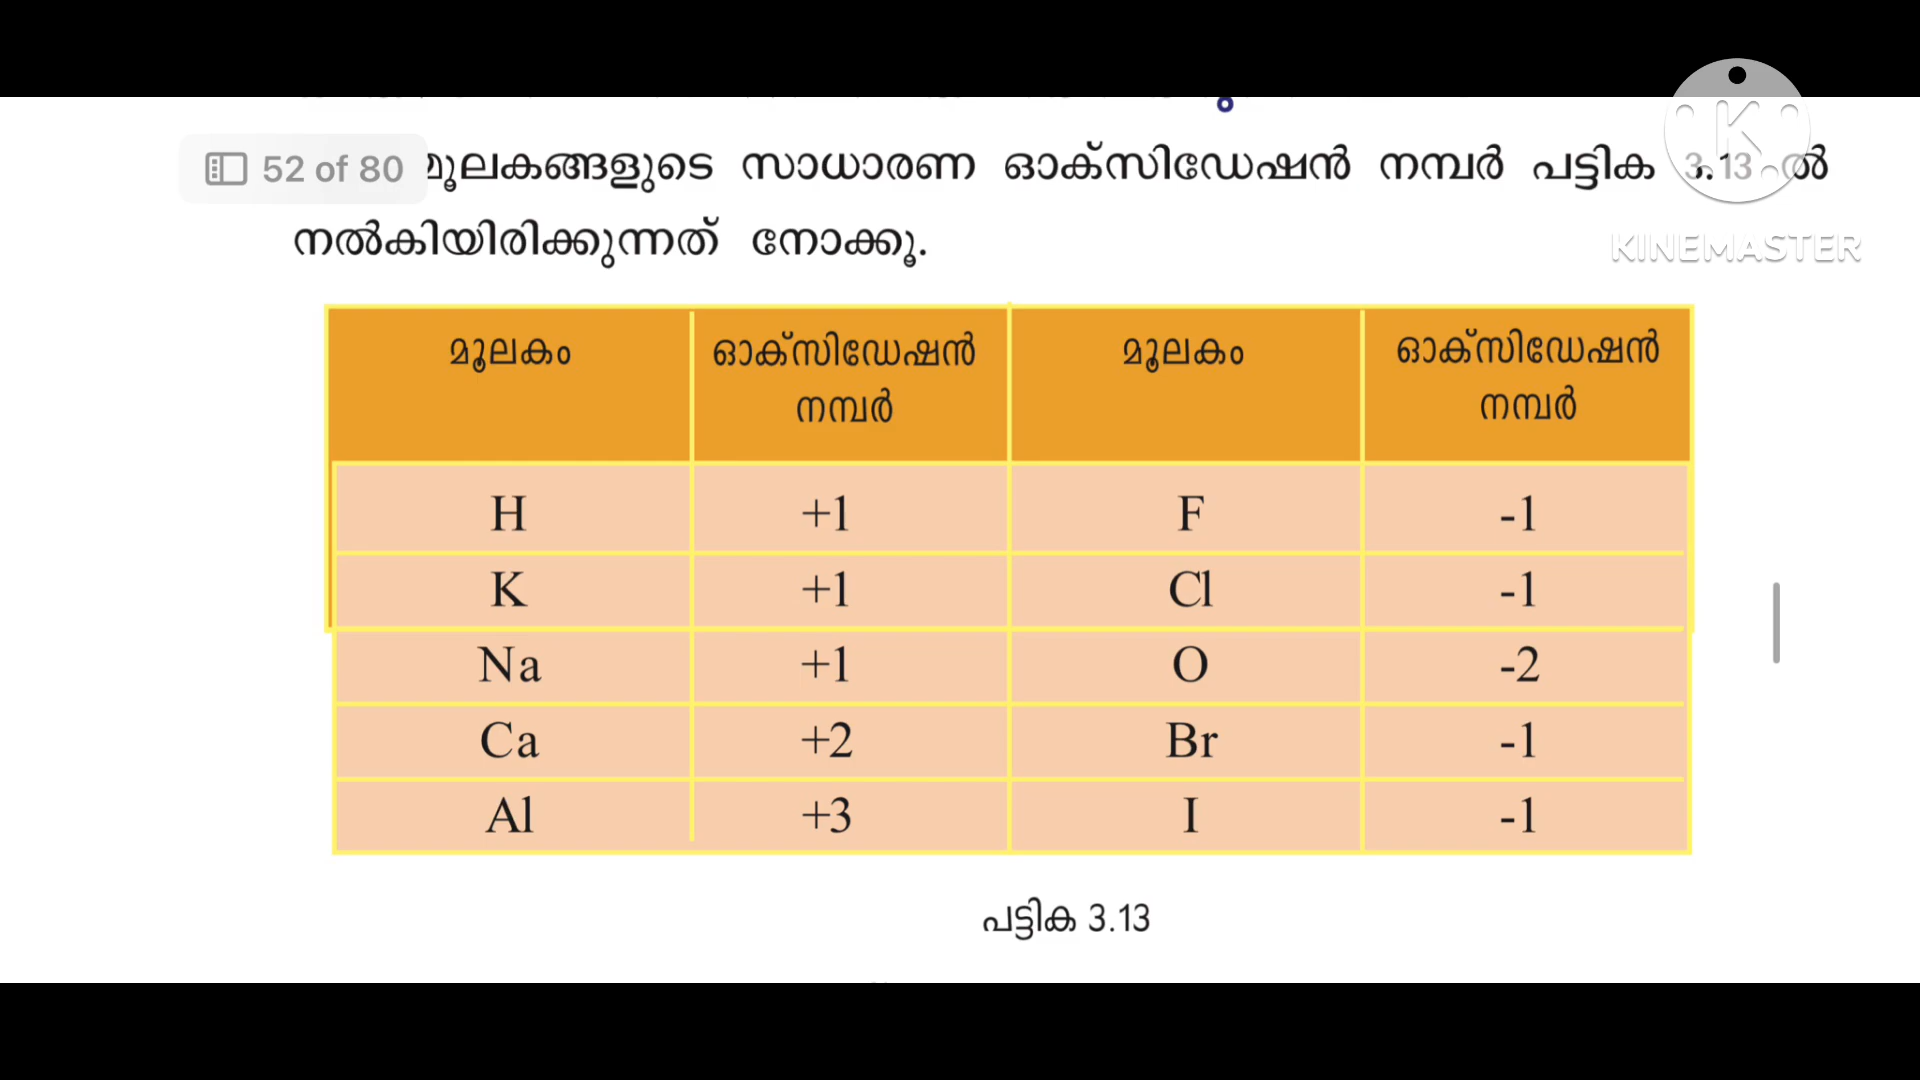 52 of 80
മൂലകങ്ങളുടെ സാധാരണ ഓക്സിഡേഷൻ നമ്പർ പട്ടിക 3.13 ൽ
നൽകിയിരിക്കുന്നത് നോക്കൂ.
KINEMASTER
മൂലകം ഓക്സിഡേഷൻ നമ്പർ മൂലകം ഓക്സിഡേഷൻ നമ്പർ
H +1 F -1
K +1 Cl -1
Na +1 O -2
Ca +2 Br -1
Al +3 I -1
പട്ടിക 3.13